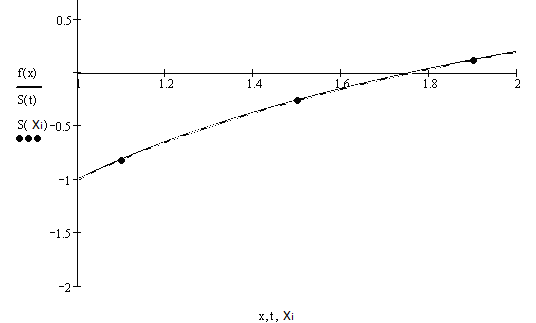 0.5
f(x)
1 1.2 1.4 1.6 1.8 2
S(t)
S( Xi) −0.5
−1
−1.5
−2
x,t, Xi